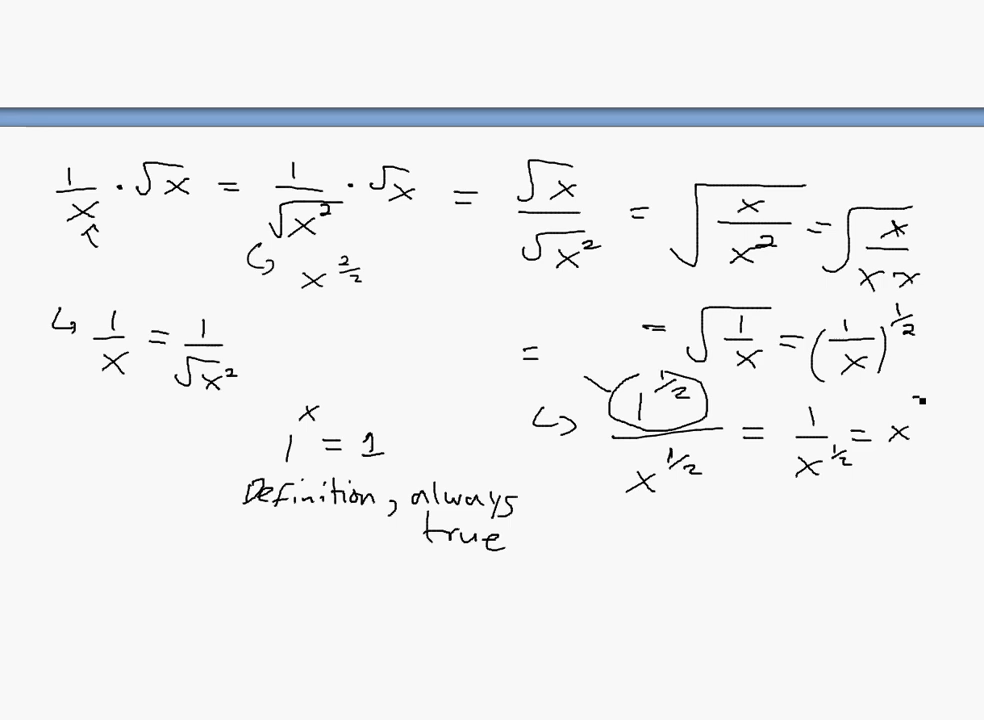 1/x · √x = 1/√x² · √x = √x/√x² = √(x/x²) = √(x/x x)
↑
↪ x^(2/2)
↪ 1/x = 1/√x²
= = √(1/x) = (1/x)^(1/2)
↪ 1^(1/2)/x^(1/2) = 1/x^(1/2) = x
1^x = 1
Definition, always
true